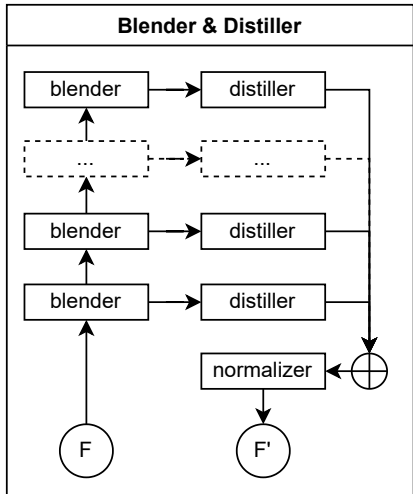 Blender & Distiller
blender distiller
... ...
blender distiller
blender distiller
normalizer
F F'